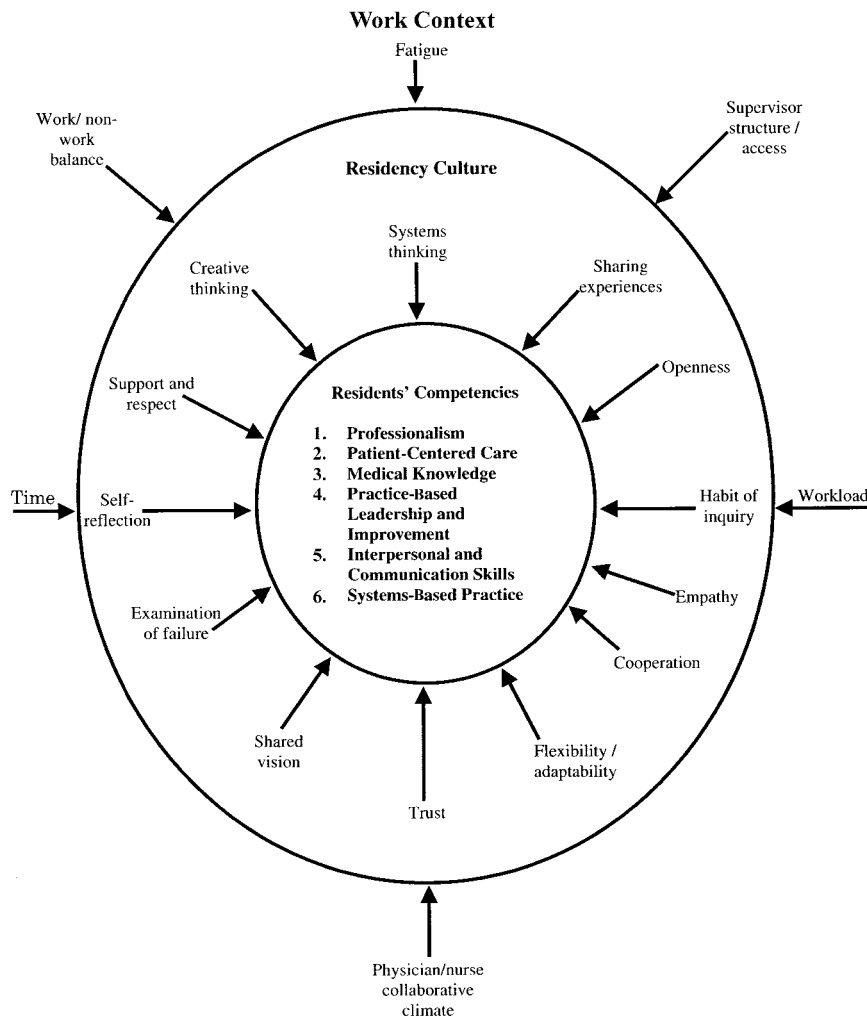 Work Context
Fatigue
Work/ non-
work
balance
Supervisor
structure /
access
Residency Culture
Systems
thinking
Creative
thinking
Sharing
experiences
Openness
Support and
respect
Residents' Competencies
1. Professionalism
2. Patient-Centered Care
3. Medical Knowledge
4. Practice-Based
Leadership and
Improvement
5. Interpersonal and
Communication Skills
6. Systems-Based Practice
Time
Self-
reflection
Habit of
inquiry
Workload
Examination
of failure
Empathy
Cooperation
Shared
vision
Flexibility /
adaptability
Trust
Physician/nurse
collaborative
climate